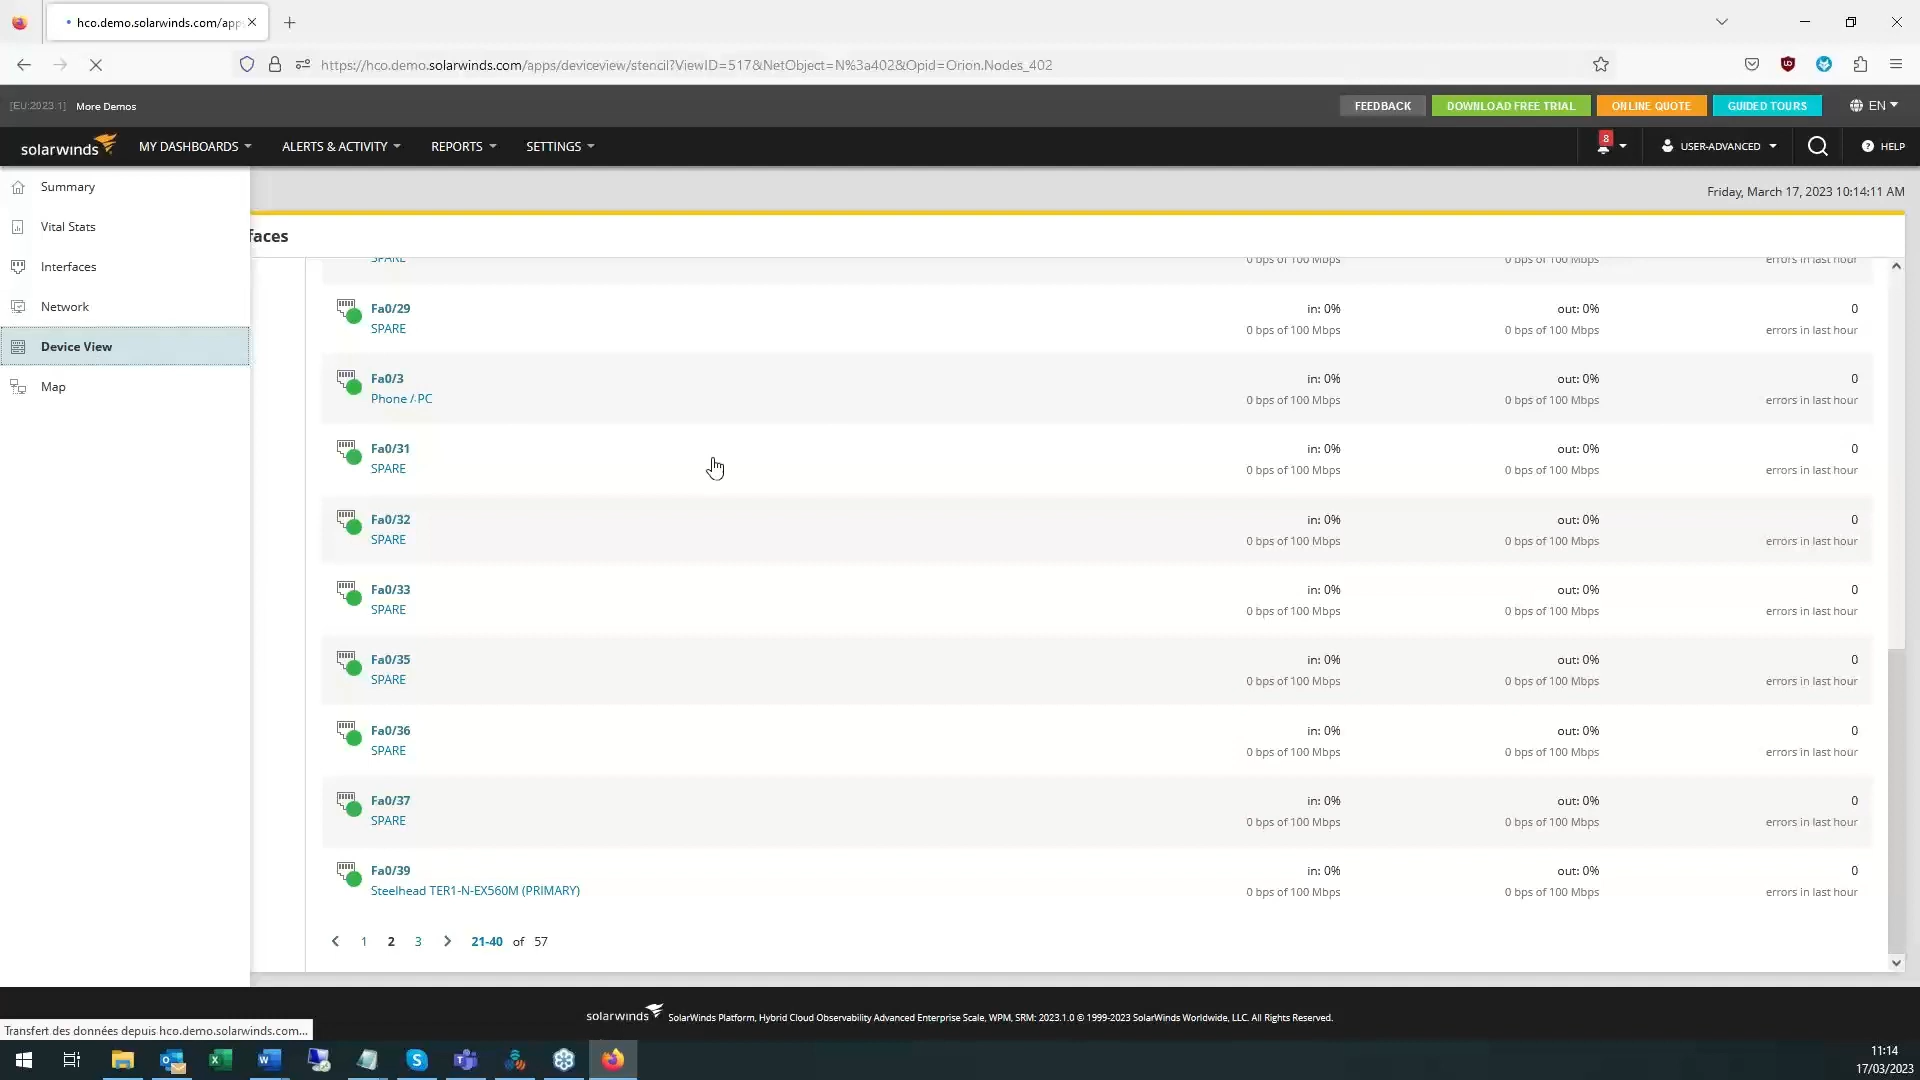 hco.demo.solarwinds.com/app
https://hco.demo.solarwinds.com/apps/deviceview/stencil?ViewID=517&NetObject=N%3a402&Opid=Orion.Nodes_402
[EU:2023.1] More Demos FEEDBACK DOWNLOAD FREE TRIAL ONLINE QUOTE GUIDED TOURS EN
solarwinds MY DASHBOARDS ALERTS & ACTIVITY REPORTS SETTINGS 8 USER-ADVANCED ? HELP
Summary
Friday, March 17, 2023 10:14:11 AM
Vital Stats
faces
Interfaces
Network
Device View
Map
SPARE 0 bps of 100 Mbps 0 bps of 100 Mbps errors in last hour
Fa0/29 in: 0% out: 0% 0
SPARE 0 bps of 100 Mbps 0 bps of 100 Mbps errors in last hour
Fa0/3 in: 0% out: 0% 0
Phone / PC 0 bps of 100 Mbps 0 bps of 100 Mbps errors in last hour
Fa0/31 in: 0% out: 0% 0
SPARE 0 bps of 100 Mbps 0 bps of 100 Mbps errors in last hour
Fa0/32 in: 0% out: 0% 0
SPARE 0 bps of 100 Mbps 0 bps of 100 Mbps errors in last hour
Fa0/33 in: 0% out: 0% 0
SPARE 0 bps of 100 Mbps 0 bps of 100 Mbps errors in last hour
Fa0/35 in: 0% out: 0% 0
SPARE 0 bps of 100 Mbps 0 bps of 100 Mbps errors in last hour
Fa0/36 in: 0% out: 0% 0
SPARE 0 bps of 100 Mbps 0 bps of 100 Mbps errors in last hour
Fa0/37 in: 0% out: 0% 0
SPARE 0 bps of 100 Mbps 0 bps of 100 Mbps errors in last hour
Fa0/39 in: 0% out: 0% 0
Steelhead TER1-N-EX560M (PRIMARY) 0 bps of 100 Mbps 0 bps of 100 Mbps errors in last hour
1 2 3 21-40 of 57
solarwinds SolarWinds Platform, Hybrid Cloud Observability Advanced Enterprise Scale, WPM, SRM: 2023.1.0 © 1999-2023 SolarWinds Worldwide, LLC. All Rights Reserved.
Transfert des données depuis hco.demo.solarwinds.com...
11:14
17/03/2023